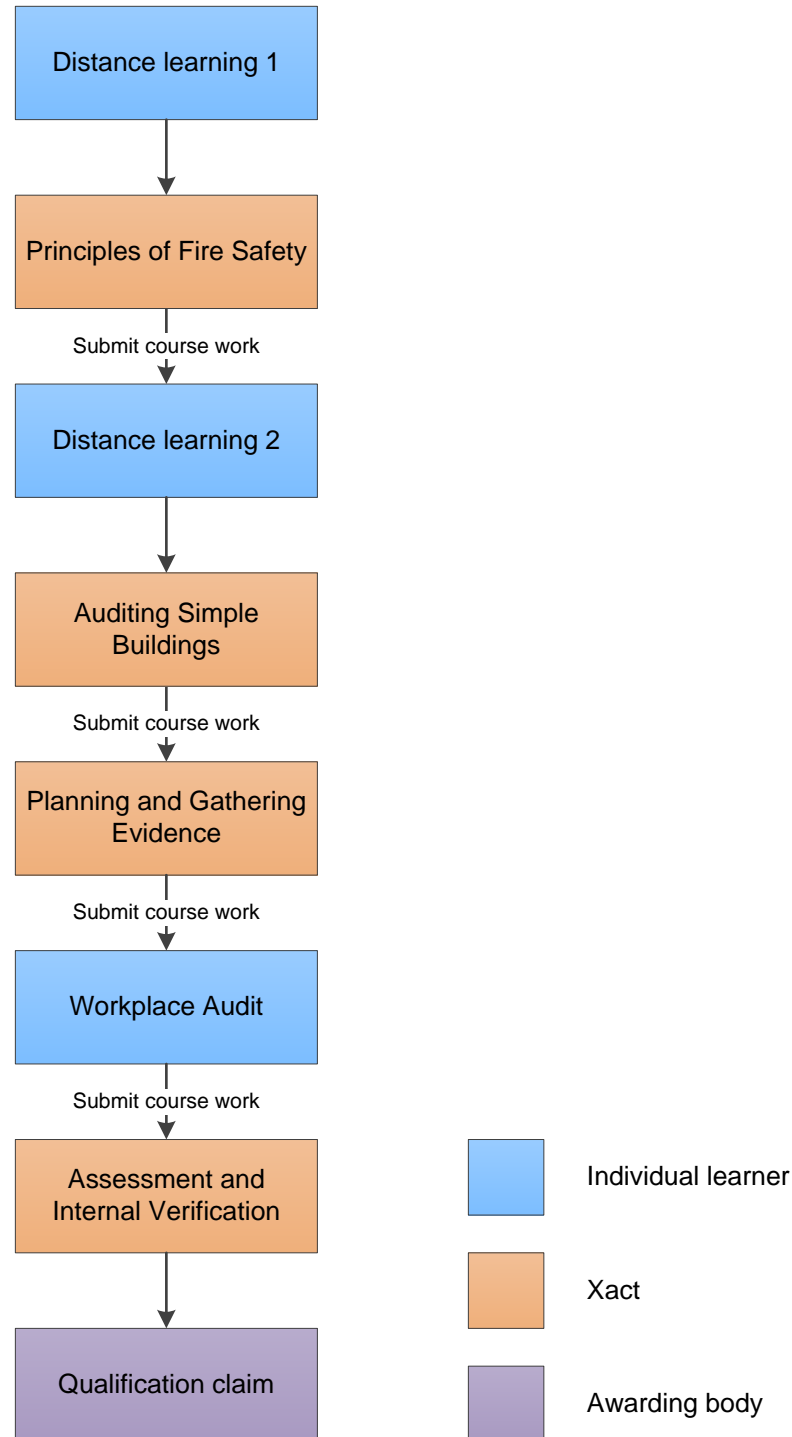 Distance learning 1
Principles of Fire Safety
Submit course work
Distance learning 2
Auditing Simple
Buildings
Submit course work
Planning and Gathering
Evidence
Submit course work
Workplace Audit
Submit course work
Assessment and
Internal Verification
Qualification claim
Individual learner
Xact
Awarding body